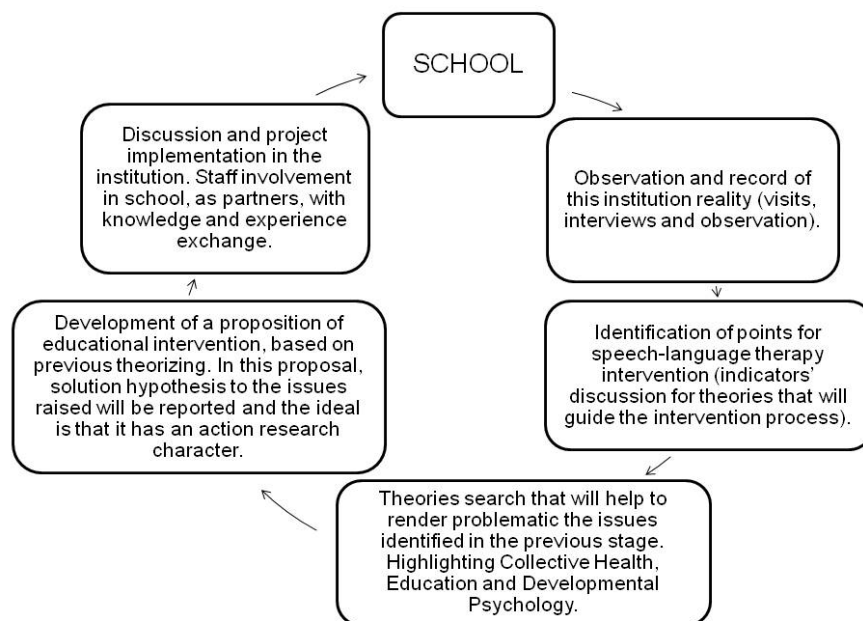 SCHOOL
Observation and record of
this institution reality (visits,
interviews and observation).
Identification of points for
speech-language therapy
intervention (indicators’
discussion for theories that will
guide the intervention process).
Theories search that will help to
render problematic the issues
identified in the previous stage.
Highlighting Collective Health,
Education and Developmental
Psychology.
Development of a proposition of
educational intervention, based on
previous theorizing. In this proposal,
solution hypothesis to the issues
raised will be reported and the ideal
is that it has an action research
character.
Discussion and project
implementation in the
institution. Staff involvement
in school, as partners, with
knowledge and experience
exchange.